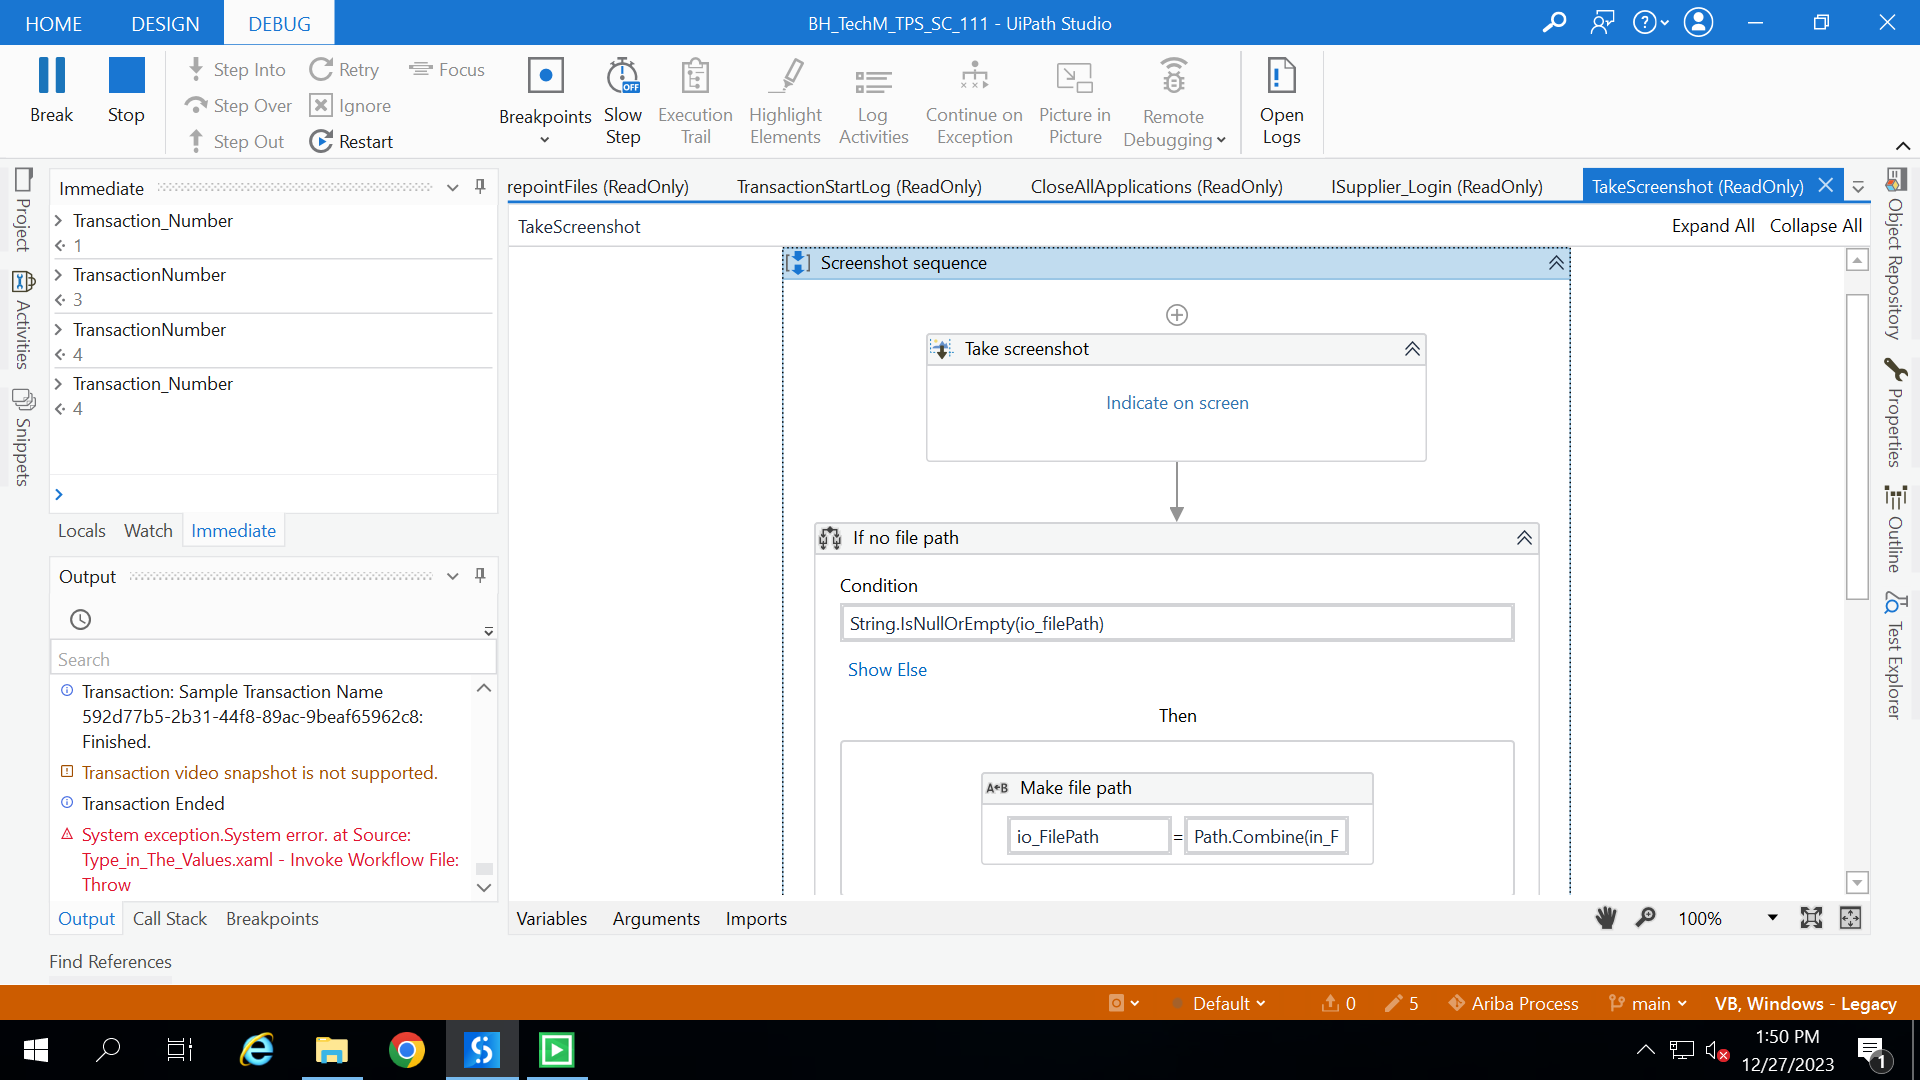 HOME
DESIGN
DEBUG
BH_TechM_TPS_SC_111 - UiPath Studio
Break
Stop
Step Into
Step Over
Step Out
Retry
Ignore
Restart
Focus
Breakpoints
Slow
Step
OFF
Execution
Trail
Highlight
Elements
Log
Activities
Continue on
Exception
Picture in
Picture
Remote
Debugging
Open
Logs
Project
Activities
Snippets
Immediate
Transaction_Number
1
TransactionNumber
3
TransactionNumber
4
Transaction_Number
4
Locals
Watch
Immediate
Output
Search
Transaction: Sample Transaction Name
592d77b5-2b31-44f8-89ac-9beaf65962c8:
Finished.
Transaction video snapshot is not supported.
Transaction Ended
System exception.System error. at Source:
Type_in_The_Values.xaml - Invoke Workflow File:
Throw
Output
Call Stack
Breakpoints
Find References
repointFiles (ReadOnly)
TransactionStartLog (ReadOnly)
CloseAllApplications (ReadOnly)
ISupplier_Login (ReadOnly)
TakeScreenshot (ReadOnly)
TakeScreenshot
Expand All
Collapse All
Screenshot sequence
Take screenshot
Indicate on screen
If no file path
Condition
String.IsNullOrEmpty(io_filePath)
Show Else
Then
A+B Make file path
io_FilePath = Path.Combine(in_F
Variables
Arguments
Imports
100%
Object Repository
Properties
Outline
Test Explorer
Default
0
5
Ariba Process
main
VB, Windows - Legacy
1:50 PM
12/27/2023
1